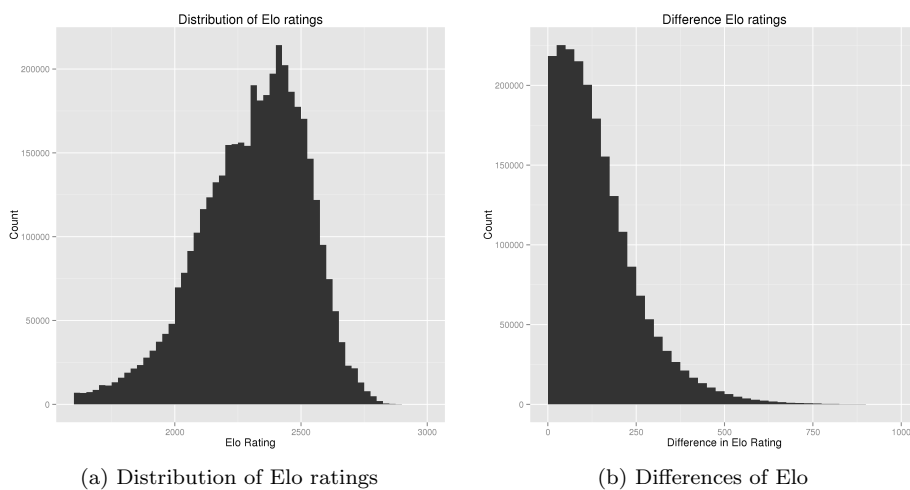 Distribution of Elo ratings
200000
150000
100000
50000
0
Count
2000
2500
3000
Elo Rating
(a) Distribution of Elo ratings
Difference Elo ratings
200000
150000
100000
50000
0
Count
0
250
500
750
1000
Difference in Elo Rating
(b) Differences of Elo